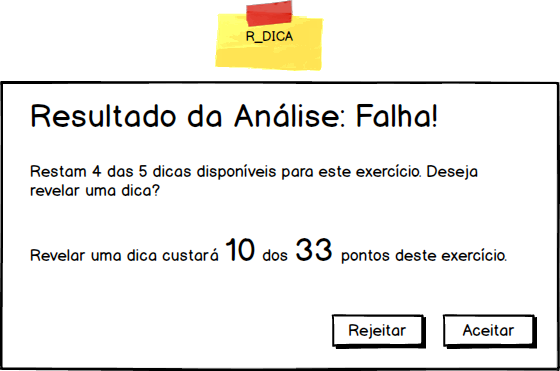 R_DICA
Resultado da Análise: Falha!
Restam 4 das 5 dicas disponíveis para este exercício. Deseja
revelar uma dica?
Revelar uma dica custará 10 dos 33 pontos deste exercício.
Rejeitar Aceitar